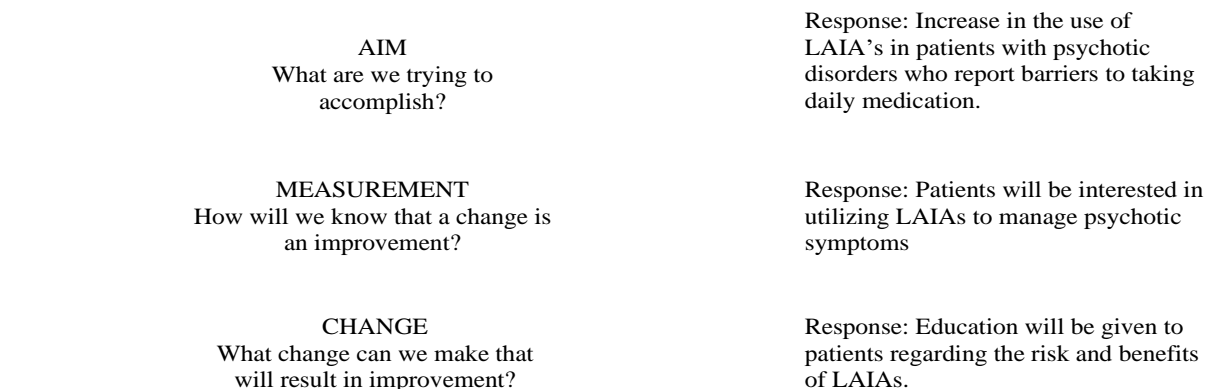 AIM
What are we trying to
accomplish?
Response: Increase in the use of
LAIA’s in patients with psychotic
disorders who report barriers to taking
daily medication.
MEASUREMENT
How will we know that a change is
an improvement?
Response: Patients will be interested in
utilizing LAIAs to manage psychotic
symptoms
CHANGE
What change can we make that
will result in improvement?
Response: Education will be given to
patients regarding the risk and benefits
of LAIAs.